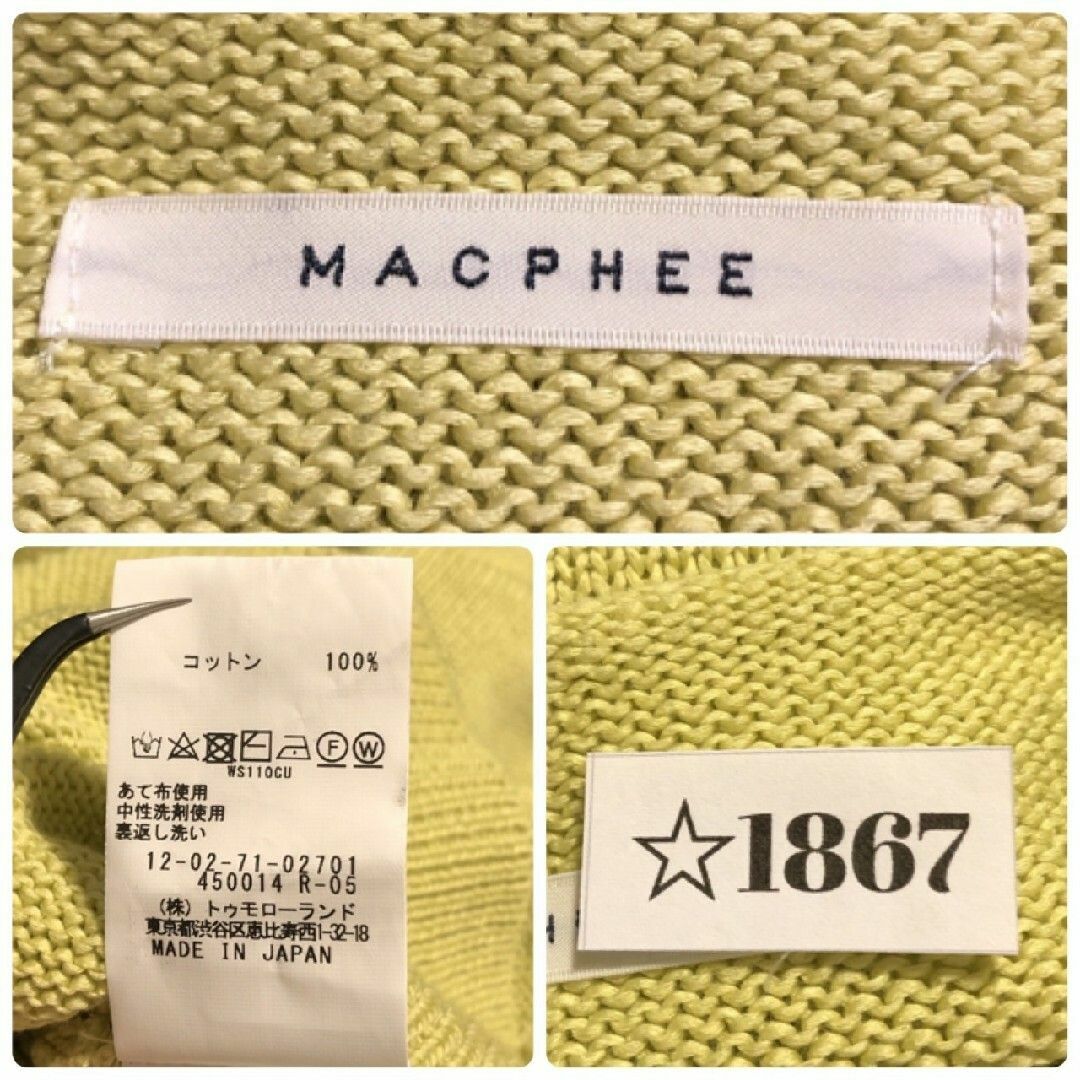 MACPHEE
コットン 100%
WS110CU
あて布使用
中性洗剤使用
裏返し洗い
12-02-71-02701
450014 R-05
(株) トゥモローランド
東京都渋谷区恵比寿西1-32-18
MADE IN JAPAN
☆1867